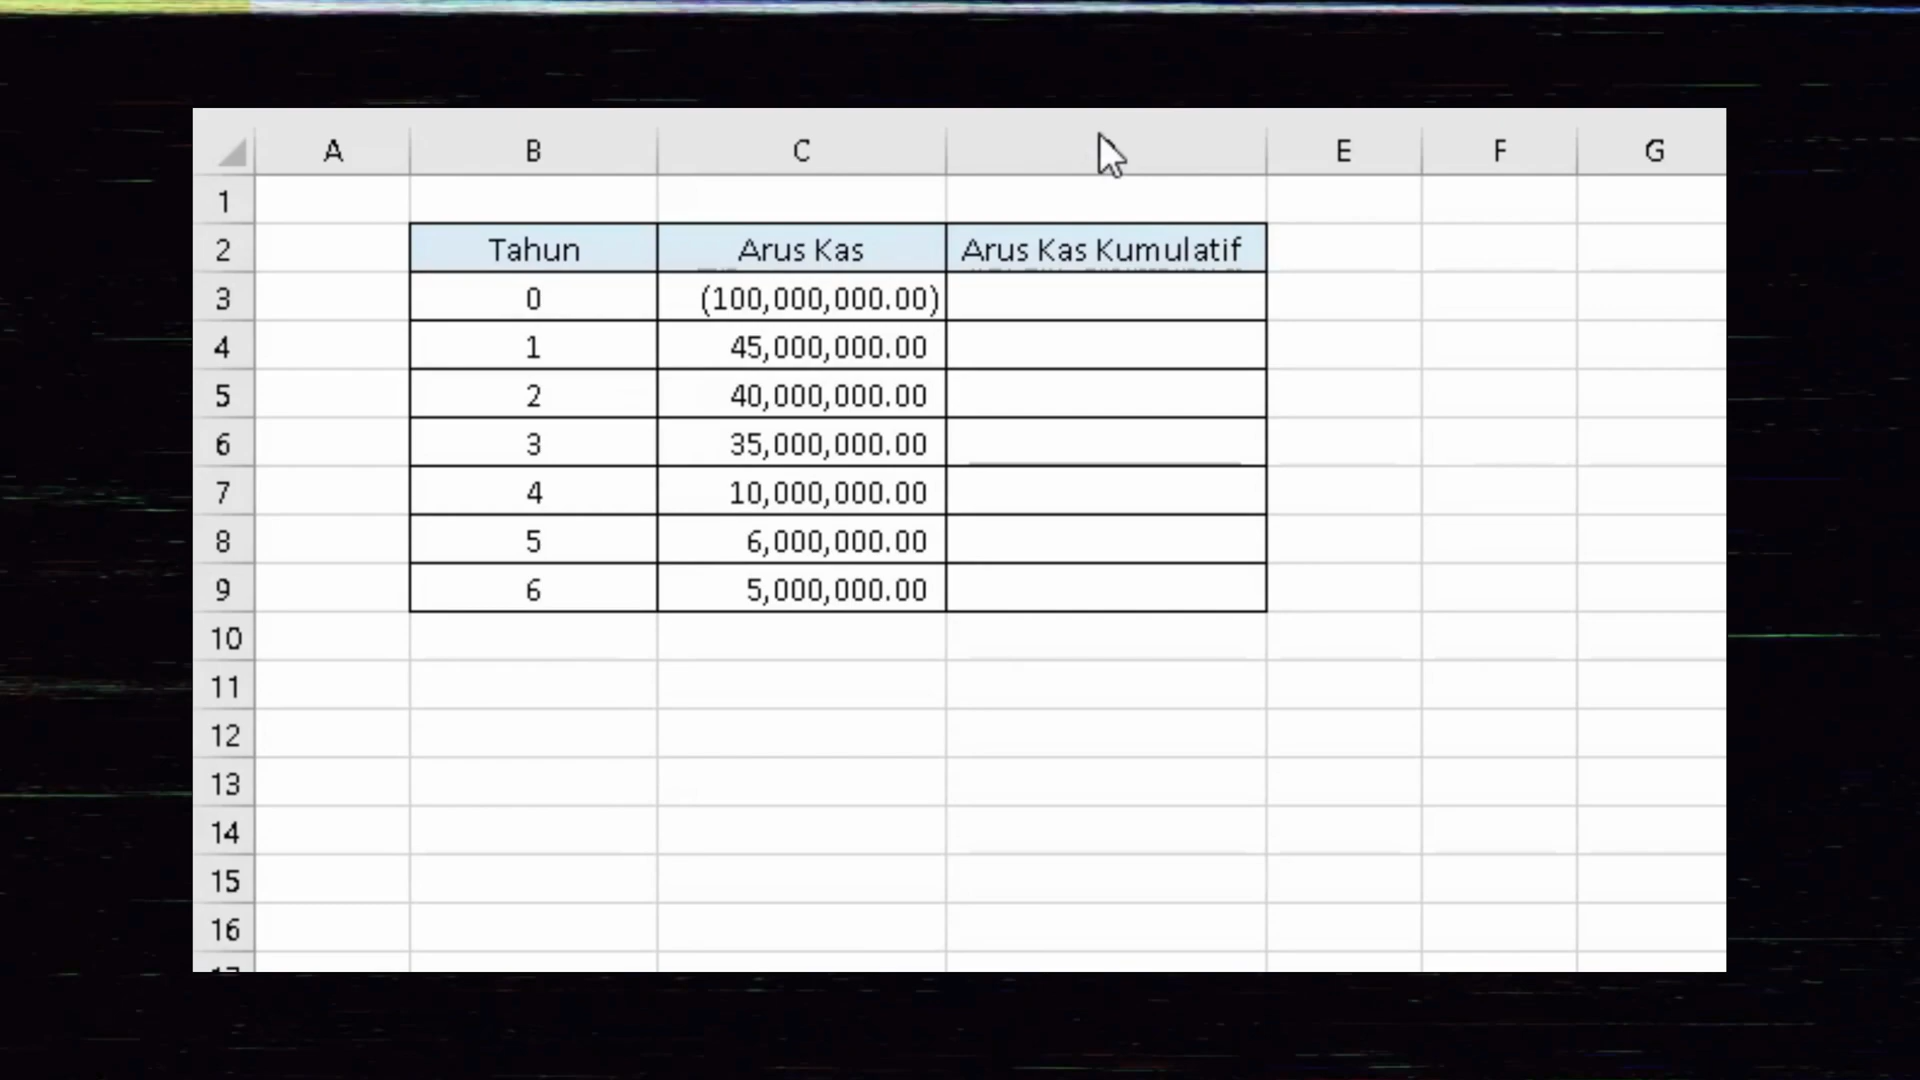 A B C E F G
1
2 Tahun Arus Kas Arus Kas Kumulatif
3 0 (100,000,000.00)
4 1 45,000,000.00
5 2 40,000,000.00
6 3 35,000,000.00
7 4 10,000,000.00
8 5 6,000,000.00
9 6 5,000,000.00
10
11
12
13
14
15
16